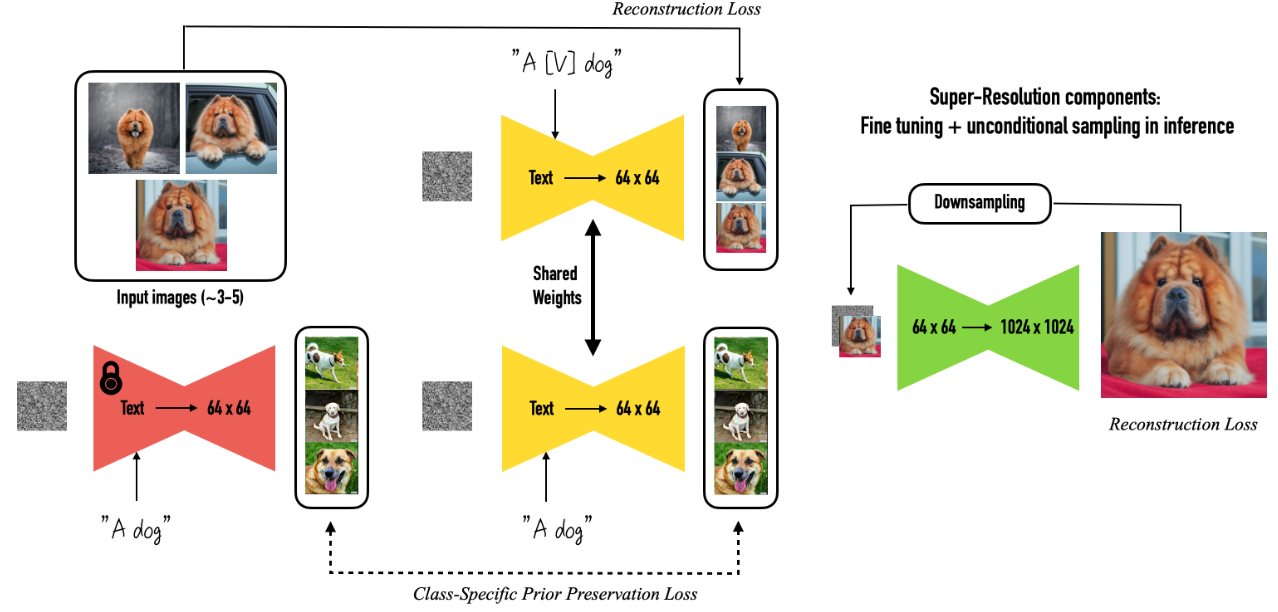 Reconstruction Loss
"A [V] dog"
Super-Resolution components:
Fine tuning + unconditional sampling in inference
Text → 64 x 64
Downsampling
Shared
Weights
Input images (~3-5)
64 x 64 → 1024 x 1024
Text → 64 x 64
Text → 64 x 64
Reconstruction Loss
"A dog"
"A dog"
Class-Specific Prior Preservation Loss